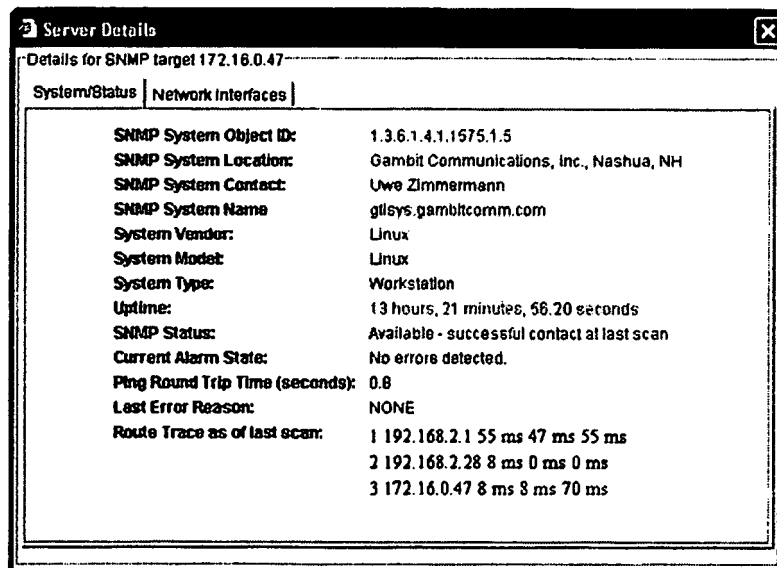 Server Details
Details for SNMP target 172.16.0.47
System/Status Network Interfaces
SNMP System Object ID: 1.3.6.1.4.1.1575.1.5
SNMP System Location: Gambit Communications, Inc., Nashua, NH
SNMP System Contact: Uwe Zimmermann
SNMP System Name gtisys.gambitcomm.com
System Vendor: Linux
System Model: Linux
System Type: Workstation
Uptime: 13 hours, 21 minutes, 56.20 seconds
SNMP Status: Available - successful contact at last scan
Current Alarm State: No errors detected.
Ping Round Trip Time (seconds): 0.8
Last Error Reason: NONE
Route Trace as of last scan: 1 192.168.2.1 55 ms 47 ms 55 ms
2 192.168.2.28 8 ms 0 ms 0 ms
3 172.16.0.47 8 ms 8 ms 70 ms